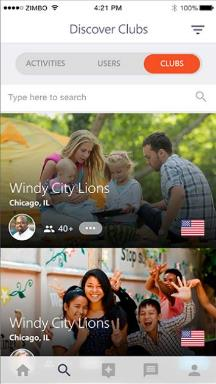 ZIMBO 4:21 PM 100%
Discover Clubs
ACTIVITIES USERS CLUBS
Type here to search
Windy City Lions
Chicago, IL
40+
Stop
Windy City Lions
Chicago, IL